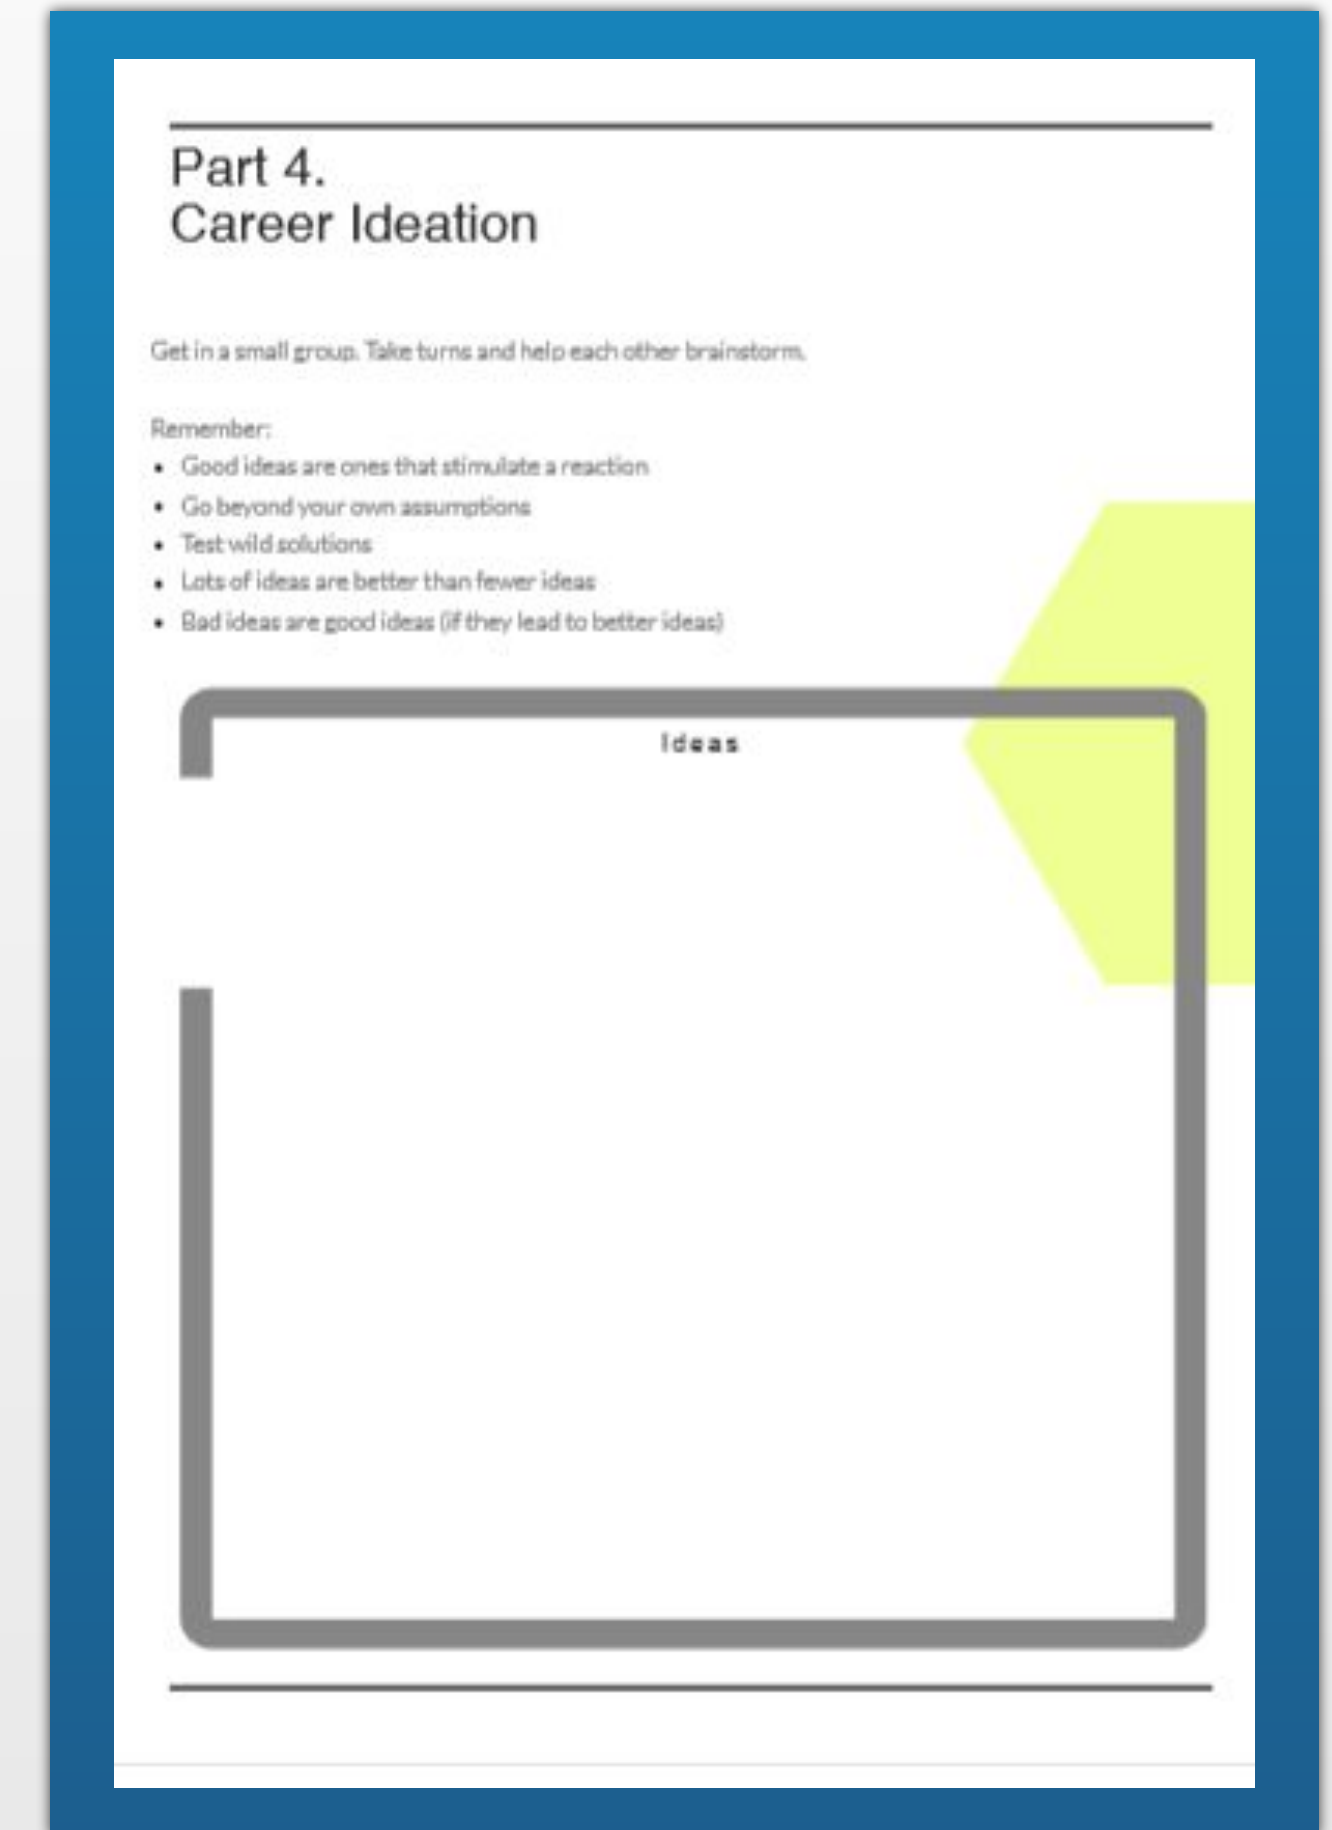 Part 4.
Career Ideation
Get in a small group. Take turns and help each other brainstorm.
Remember:
• Good ideas are ones that stimulate a reaction
• Go beyond your own assumptions
• Test wild solutions
• Lots of ideas are better than fewer ideas
• Bad ideas are good ideas (if they lead to better ideas)
Ideas